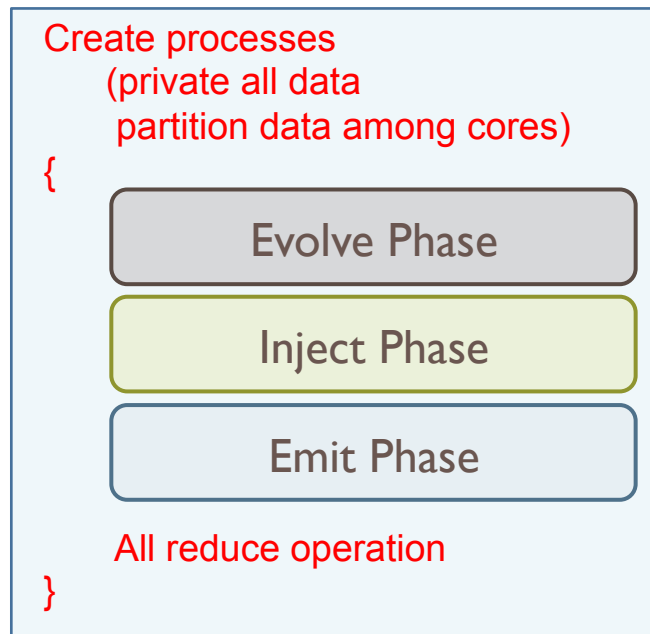 Create processes
(private all data
partition data among cores)
{
Evolve Phase
Inject Phase
Emit Phase
All reduce operation
}